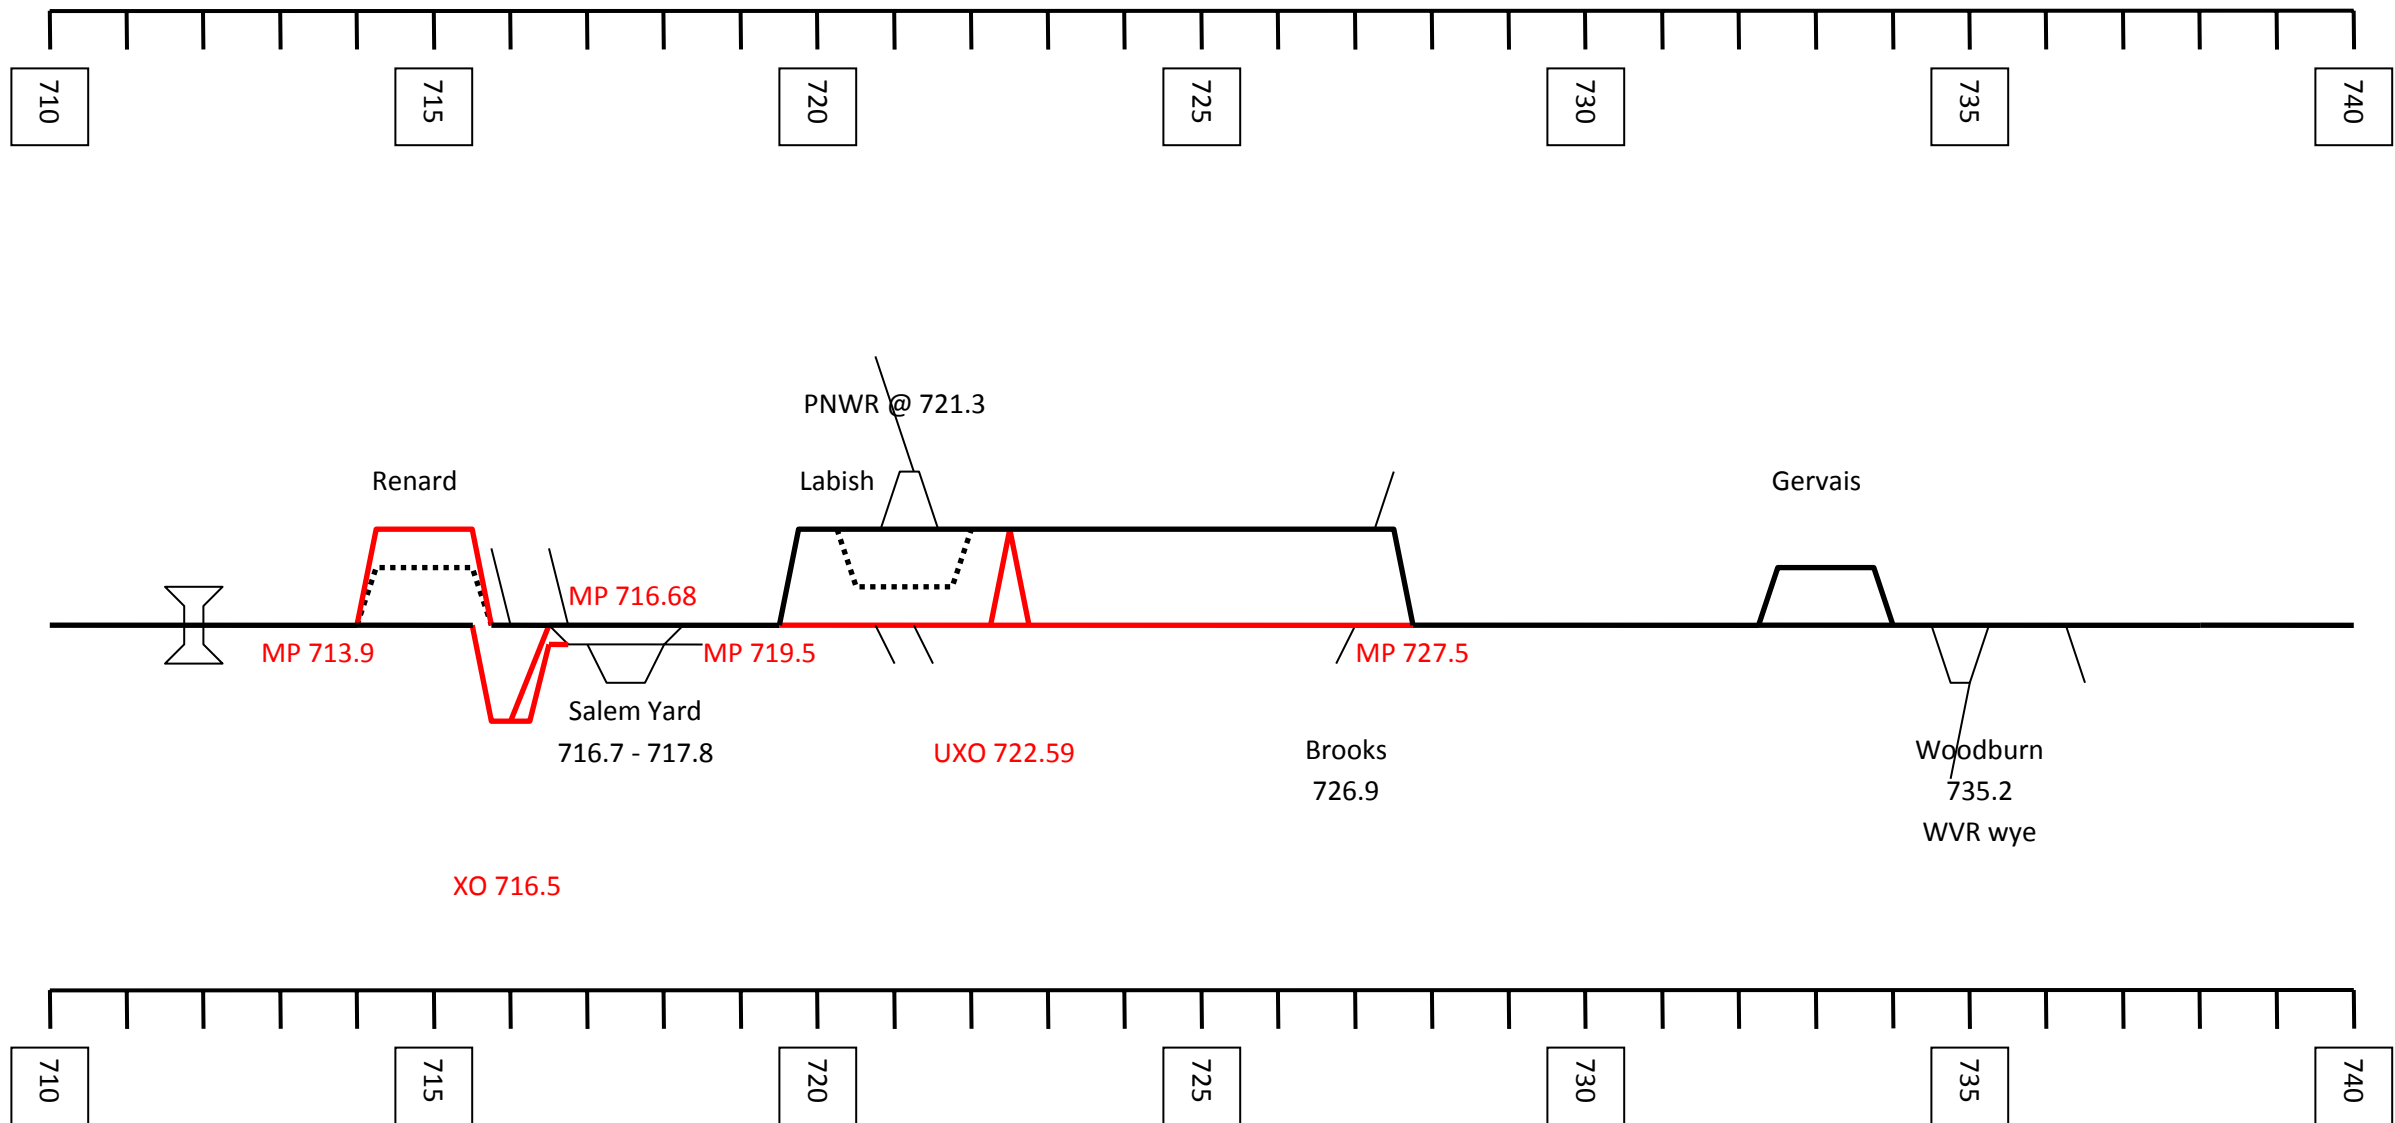 710
715
720
725
730
735
740
PNWR @ 721.3
Renard
Labish
Gervais
MP 716.68
MP 713.9
MP 719.5
MP 727.5
Salem Yard
716.7 - 717.8
UXO 722.59
Brooks
726.9
Woodburn
735.2
WVR wye
XO 716.5
710
715
720
725
730
735
740